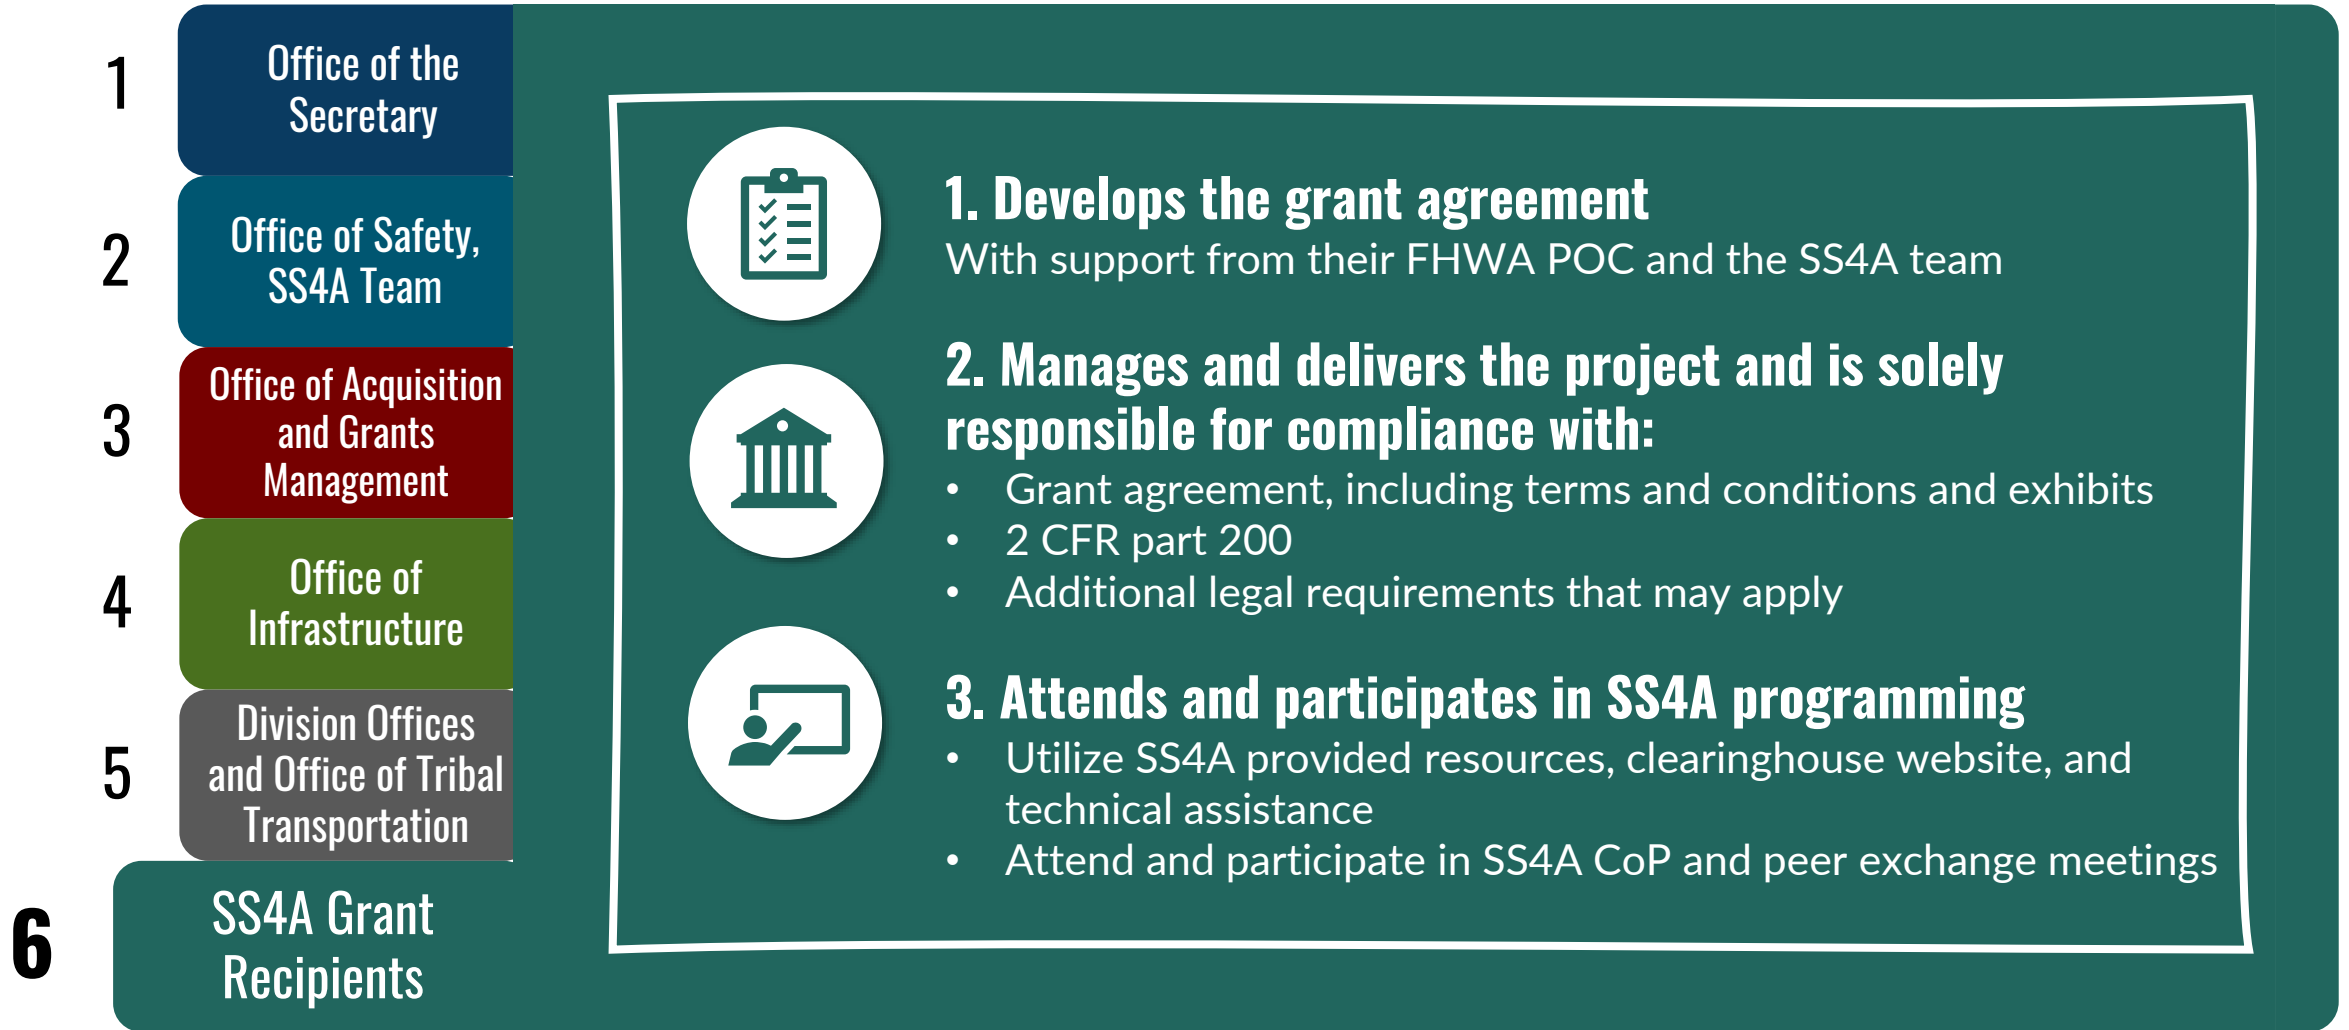 1
Office of the
Secretary
2
Office of Safety,
SS4A Team
3
Office of Acquisition
and Grants
Management
4
Office of
Infrastructure
5
Division Offices
and Office of Tribal
Transportation
6
SS4A Grant
Recipients
1. Develops the grant agreement
With support from their FHWA POC and the SS4A team
2. Manages and delivers the project and is solely
responsible for compliance with:
• Grant agreement, including terms and conditions and exhibits
• 2 CFR part 200
• Additional legal requirements that may apply
3. Attends and participates in SS4A programming
• Utilize SS4A provided resources, clearinghouse website, and
technical assistance
• Attend and participate in SS4A CoP and peer exchange meetings